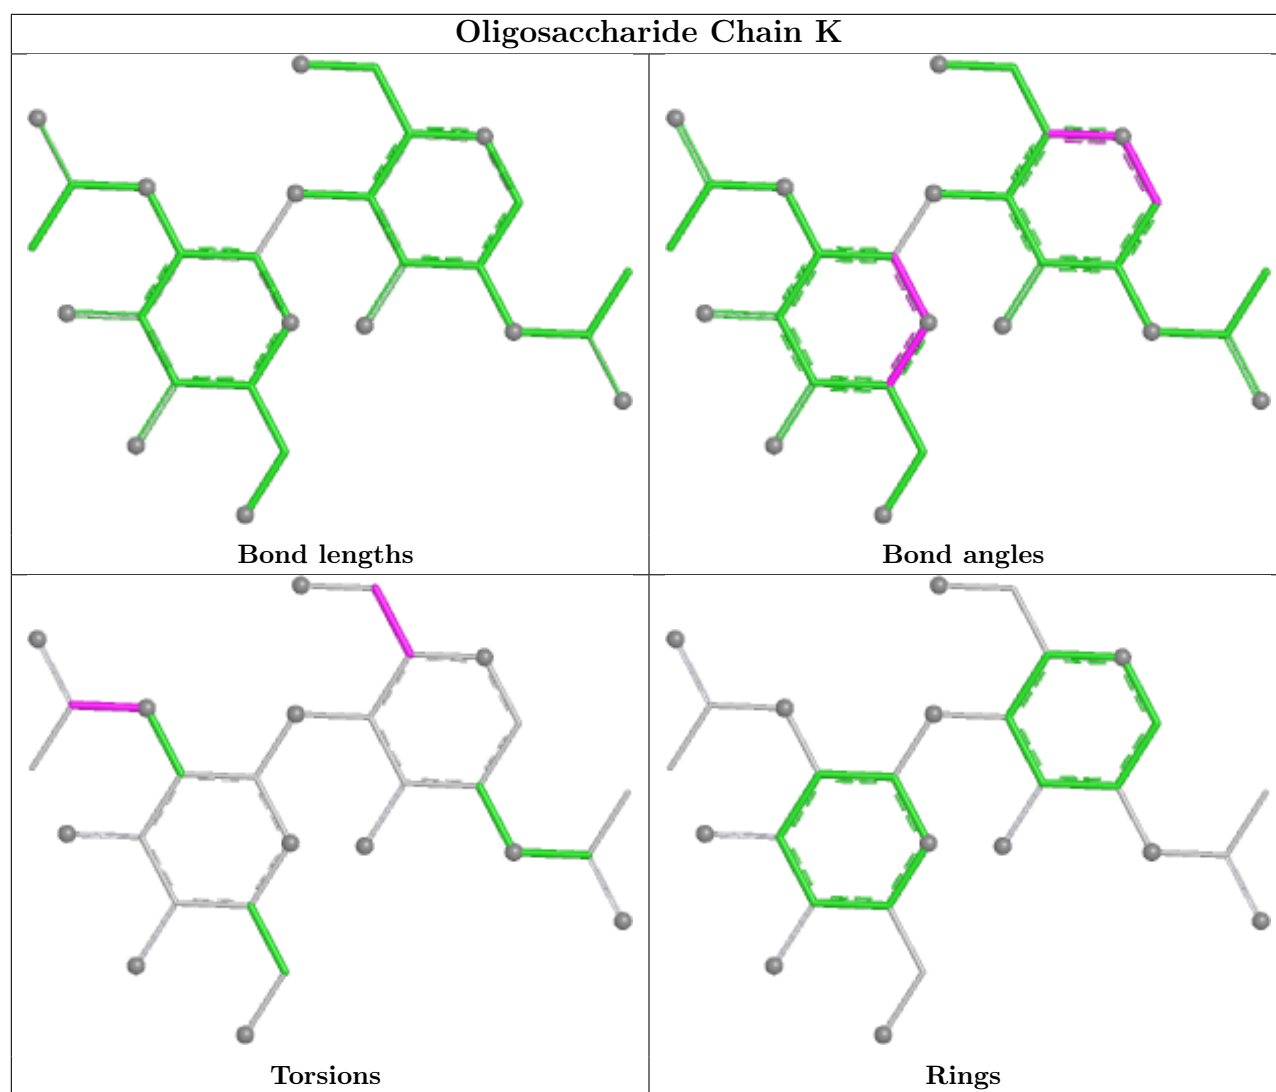 Oligosaccharide Chain K
Bond lengths
Bond angles
Torsions
Rings